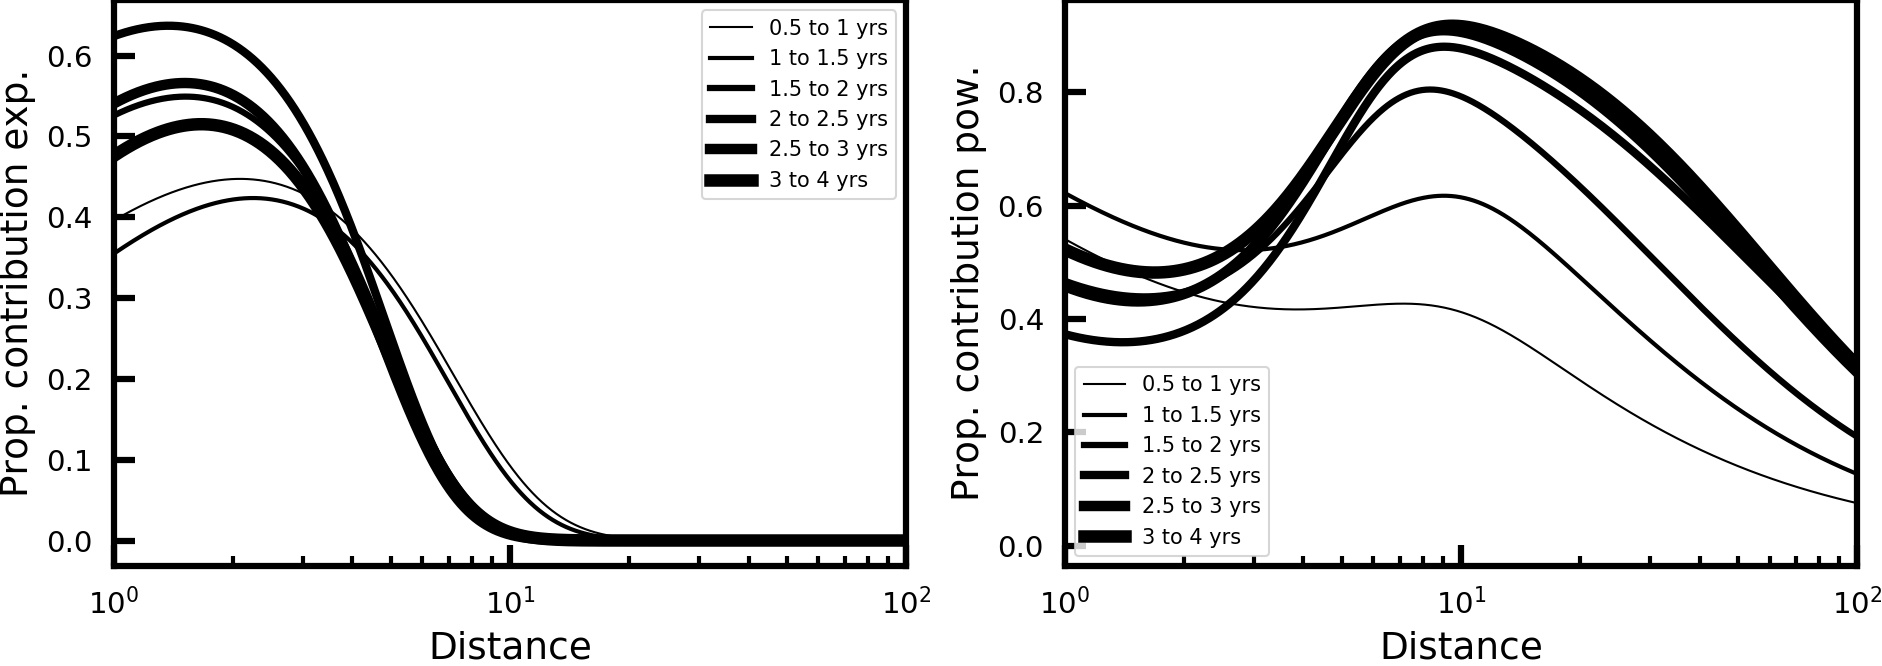 Prop. contribution exp.
0.6
0.5
0.4
0.3
0.2
0.1
0.0
10⁰
10¹
10²
Distance
0.5 to 1 yrs
1 to 1.5 yrs
1.5 to 2 yrs
2 to 2.5 yrs
2.5 to 3 yrs
3 to 4 yrs
Prop. contribution pow.
0.8
0.6
0.4
0.2
0.0
10⁰
10¹
10²
Distance
0.5 to 1 yrs
1 to 1.5 yrs
1.5 to 2 yrs
2 to 2.5 yrs
2.5 to 3 yrs
3 to 4 yrs